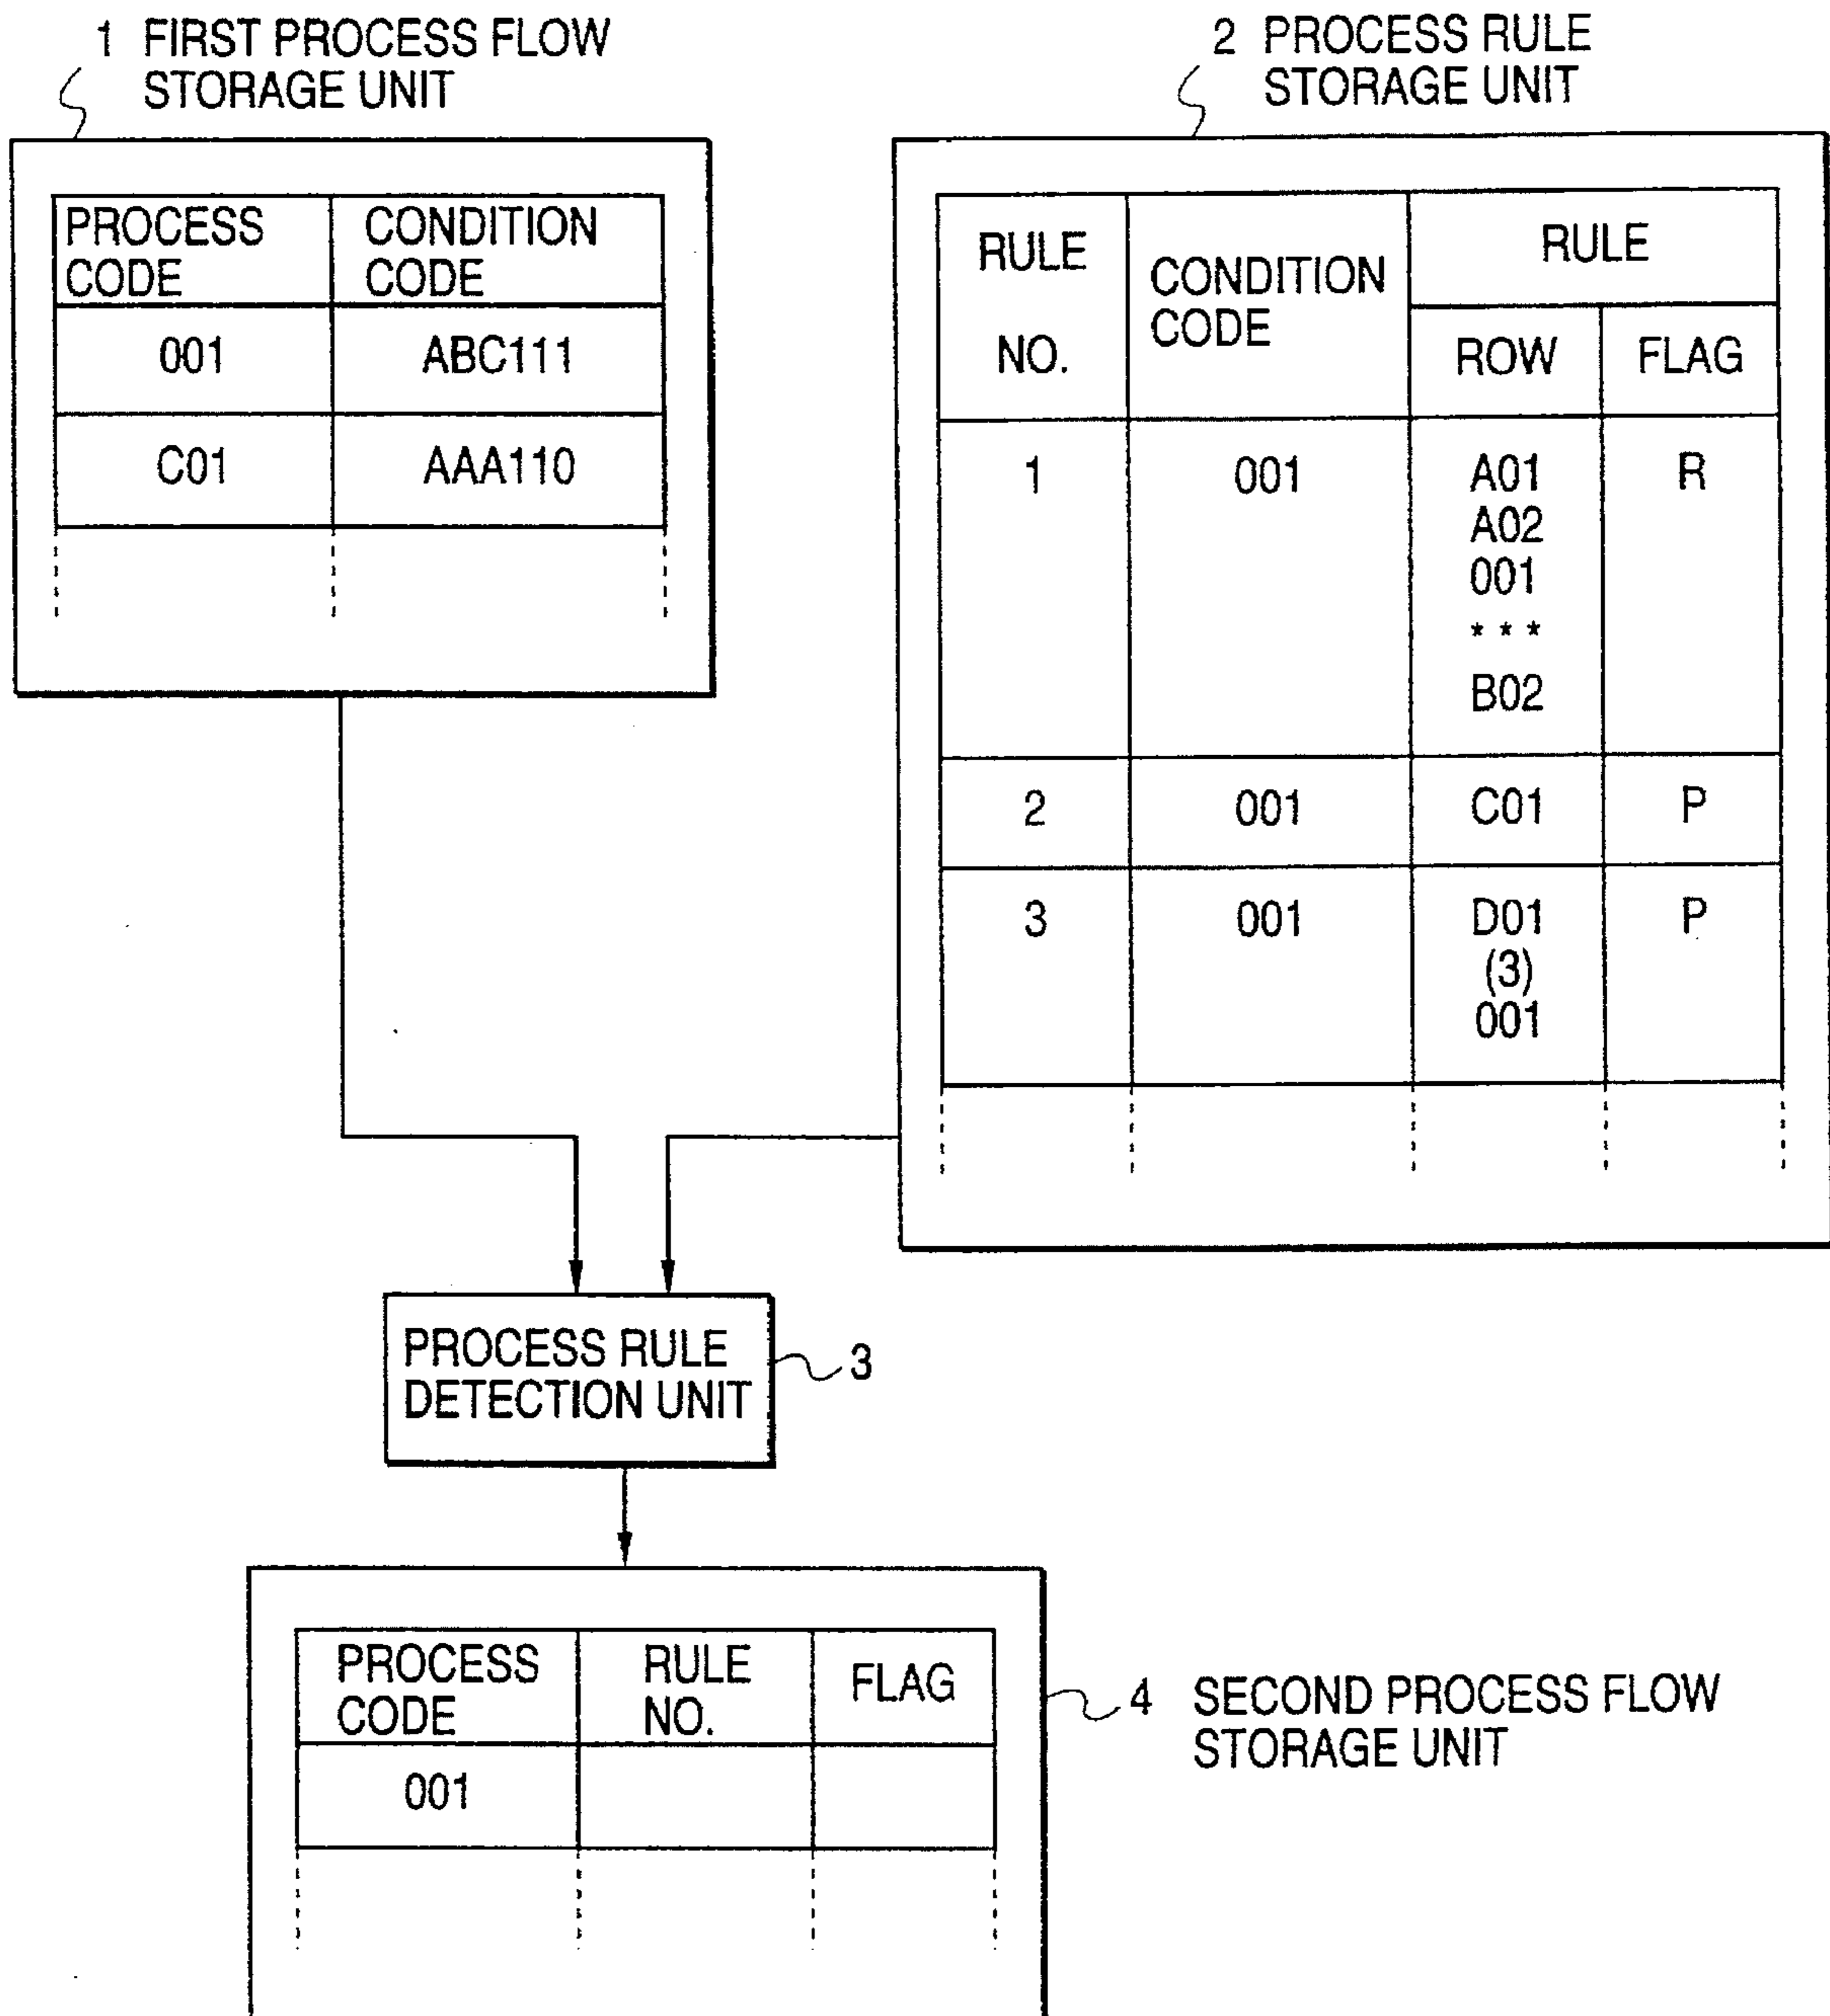 1 FIRST PROCESS FLOW
STORAGE UNIT
PROCESS
CODE
CONDITION
CODE
001 ABC111
C01 AAA110
2 PROCESS RULE
STORAGE UNIT
RULE
NO.
CONDITION
CODE
RULE
ROW FLAG
1 001 A01 R
A02
001
* * *
B02
2 001 C01 P
3 001 D01 P
(3)
001
PROCESS RULE
DETECTION UNIT
3
PROCESS
CODE
RULE
NO.
FLAG
001
4 SECOND PROCESS FLOW
STORAGE UNIT